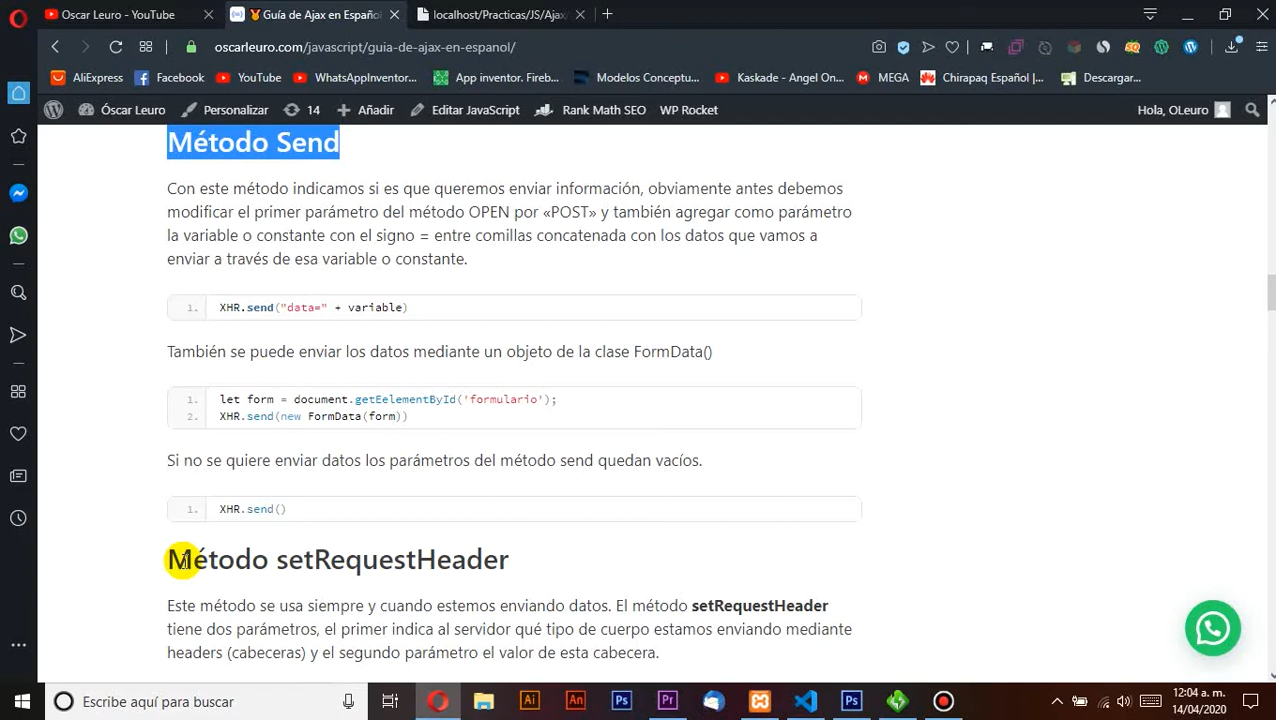 Oscar Leuro - YouTube
Guía de Ajax en Españo
localhost/Practicas/JS/Ajax/
oscarleuro.com/javascript/guia-de-ajax-en-espanol/
AliExpress
Facebook
YouTube
WhatsAppInventor...
App inventor. Fireb...
Modelos Conceptu...
Kaskade - Angel On...
MEGA
Chirapaq Español |...
Descargar...
Óscar Leuro
Personalizar
14
Añadir
Editar JavaScript
Rank Math SEO
WP Rocket
Hola, OLeuro
Método Send
Con este método indicamos si es que queremos enviar información, obviamente antes debemos
modificar el primer parámetro del método OPEN por «POST» y también agregar como parámetro
la variable o constante con el signo = entre comillas concatenada con los datos que vamos a
enviar a través de esa variable o constante.
1. XHR.send("data=" + variable)
También se puede enviar los datos mediante un objeto de la clase FormData()
1. let form = document.getEelementById('formulario');
2. XHR.send(new FormData(form))
Si no se quiere enviar datos los parámetros del método send quedan vacíos.
1. XHR.send()
Método setRequestHeader
Este método se usa siempre y cuando estemos enviando datos. El método setRequestHeader
tiene dos parámetros, el primer indica al servidor qué tipo de cuerpo estamos enviando mediante
headers (cabeceras) y el segundo parámetro el valor de esta cabecera.
Escribe aquí para buscar
12:04 a. m.
14/04/2020